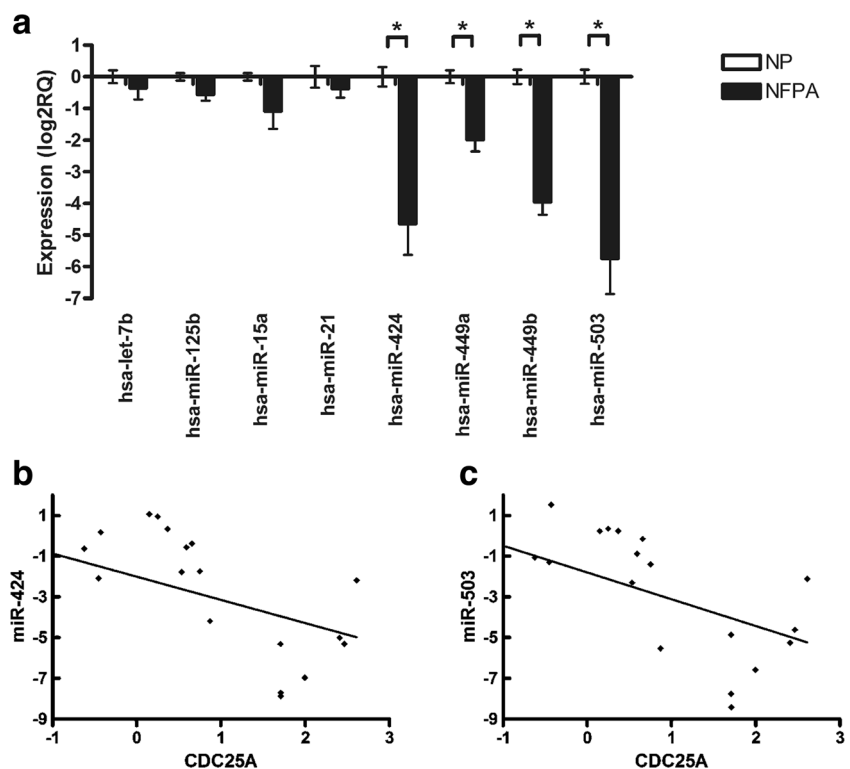 a
* * * *
NP
NFPA
Expression (log2RQ)
1
0
-1
-2
-3
-4
-5
-6
-7
hsa-let-7b
hsa-miR-125b
hsa-miR-15a
hsa-miR-21
hsa-miR-424
hsa-miR-449a
hsa-miR-449b
hsa-miR-503
b
miR-424
1
-1
-3
-5
-7
-9
-1 0 1 2 3
CDC25A
c
miR-503
1
-1
-3
-5
-7
-9
-1 0 1 2 3
CDC25A